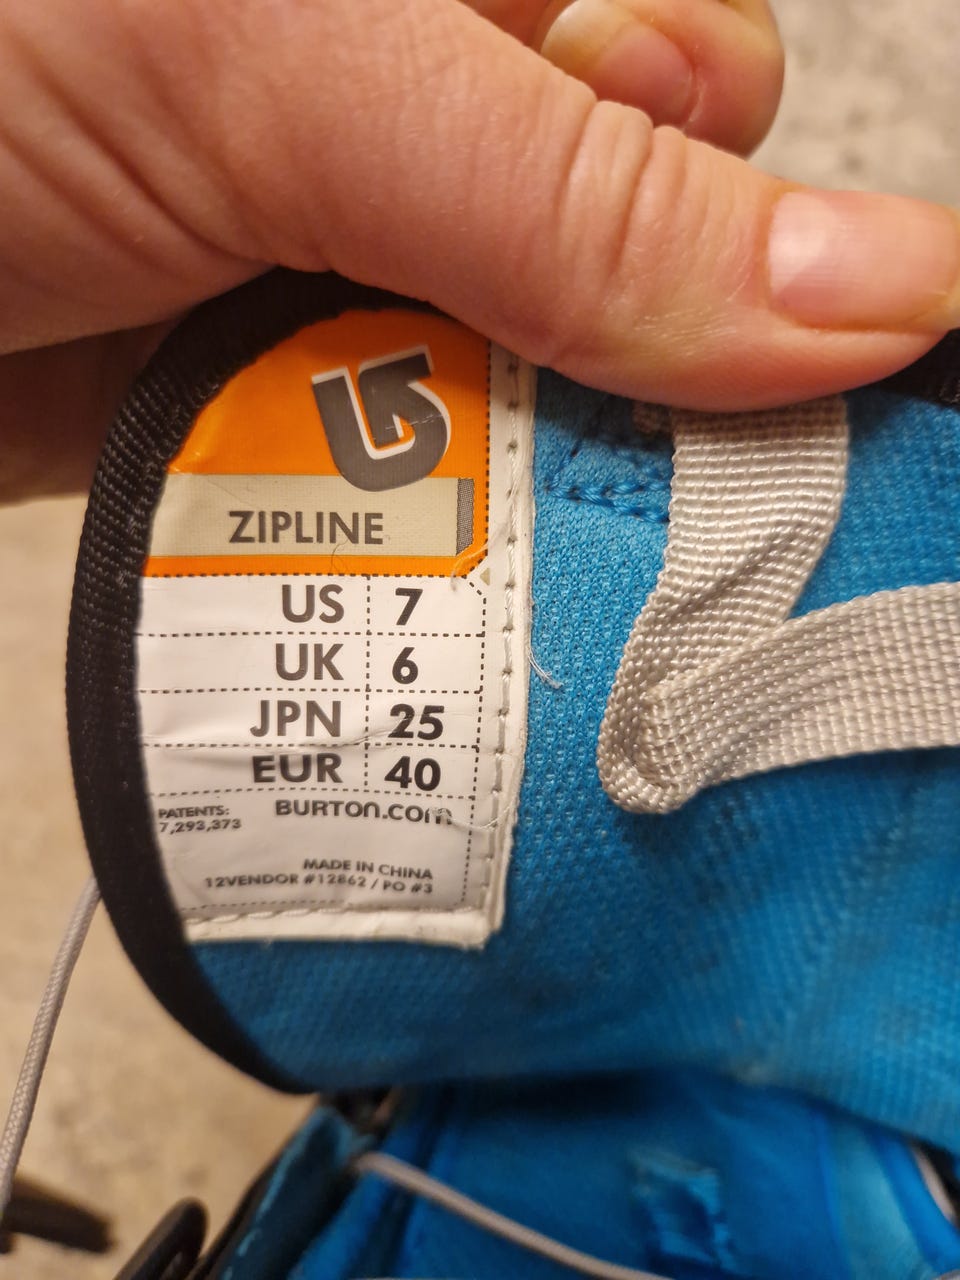 ZIPLINE
US 7
UK 6
JPN 25
EUR 40
PATENTS: BURTON.com
7,293,373
MADE IN CHINA
12VENDOR #12862 / PO #3